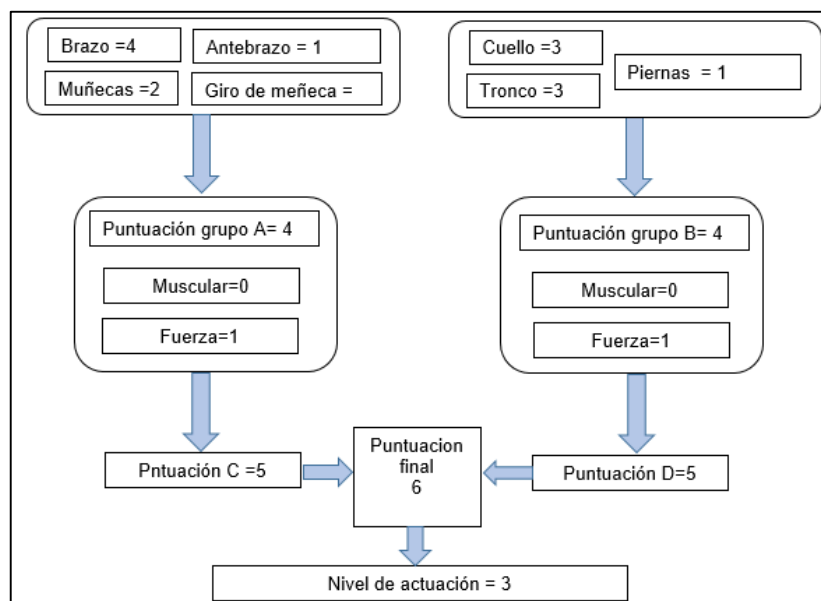 Brazo =4
Antebrazo = 1
Muñecas =2
Giro de meñeca =
Cuello =3
Piernas = 1
Tronco =3
Puntuación grupo A= 4
Muscular=0
Fuerza=1
Puntuación grupo B= 4
Muscular=0
Fuerza=1
Pntuación C =5
Puntuacion
final
6
Puntuación D=5
Nivel de actuación = 3